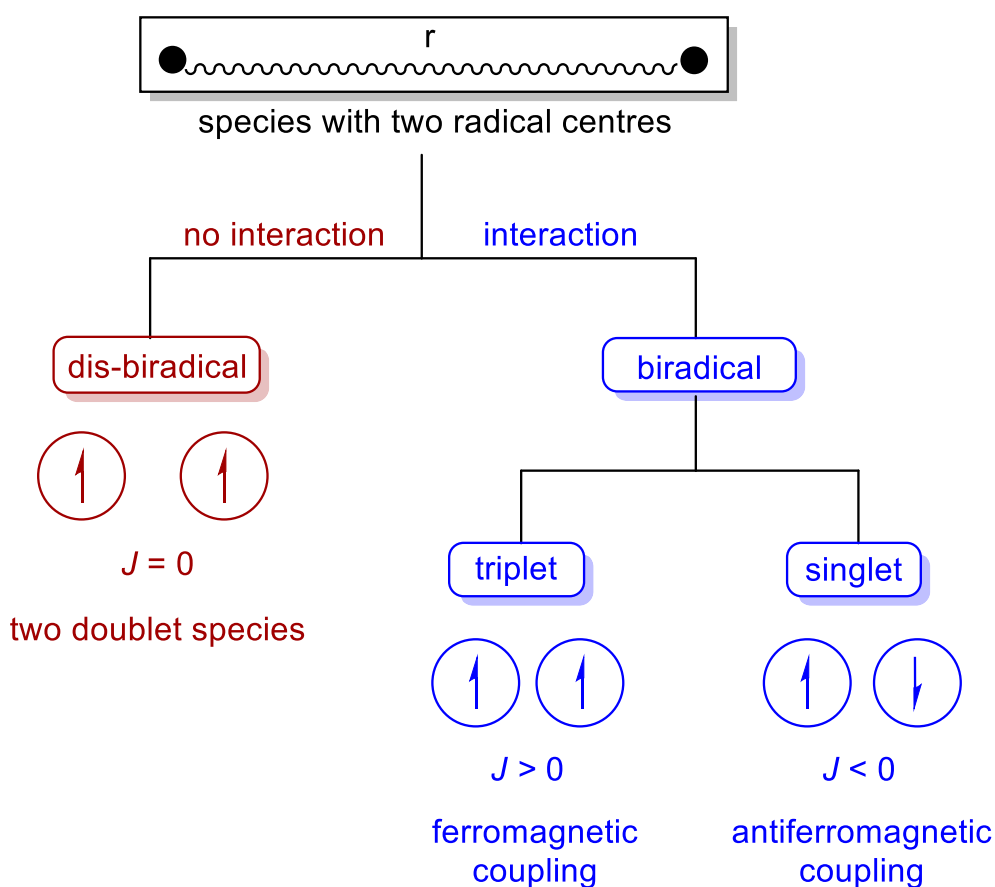 r
species with two radical centres
no interaction
interaction
dis-biradical
biradical
J = 0
two doublet species
triplet
singlet
J > 0
J < 0
ferromagnetic
coupling
antiferromagnetic
coupling